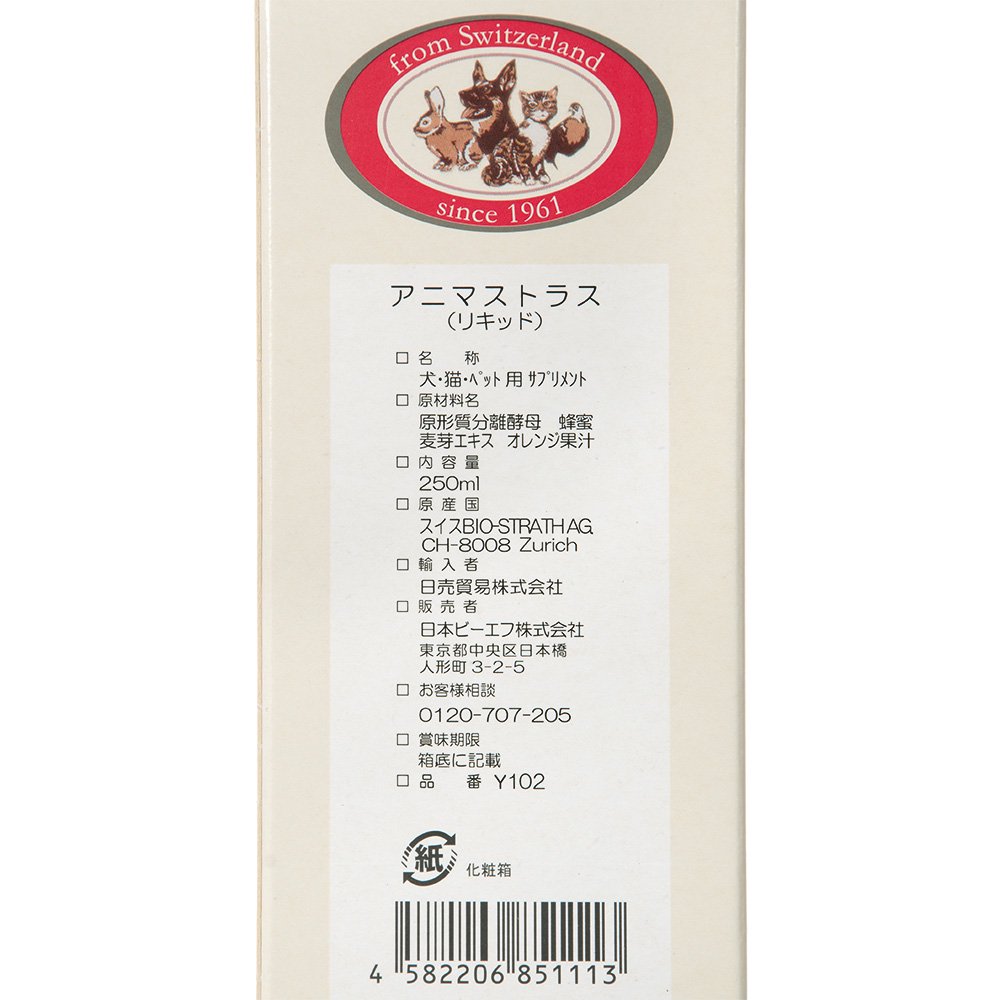 from Switzerland
since 1961
アニマストラス
(リキッド)
□ 名 称
犬・猫・ペット用 サプリメント
□ 原材料名
原形質分離酵母 蜂蜜
麦芽エキス オレンジ果汁
□ 内容量
250ml
□ 原産国
スイスBIO-STRATH AG.
CH-8008 Zurich
□ 輸入者
日売貿易株式会社
□ 販売者
日本ビーエフ株式会社
東京都中央区日本橋
人形町3-2-5
□ お客様相談
0120-707-205
□ 賞味期限
箱底に記載
□ 品 番 Y102
紙 化粧箱
4 582206 851113